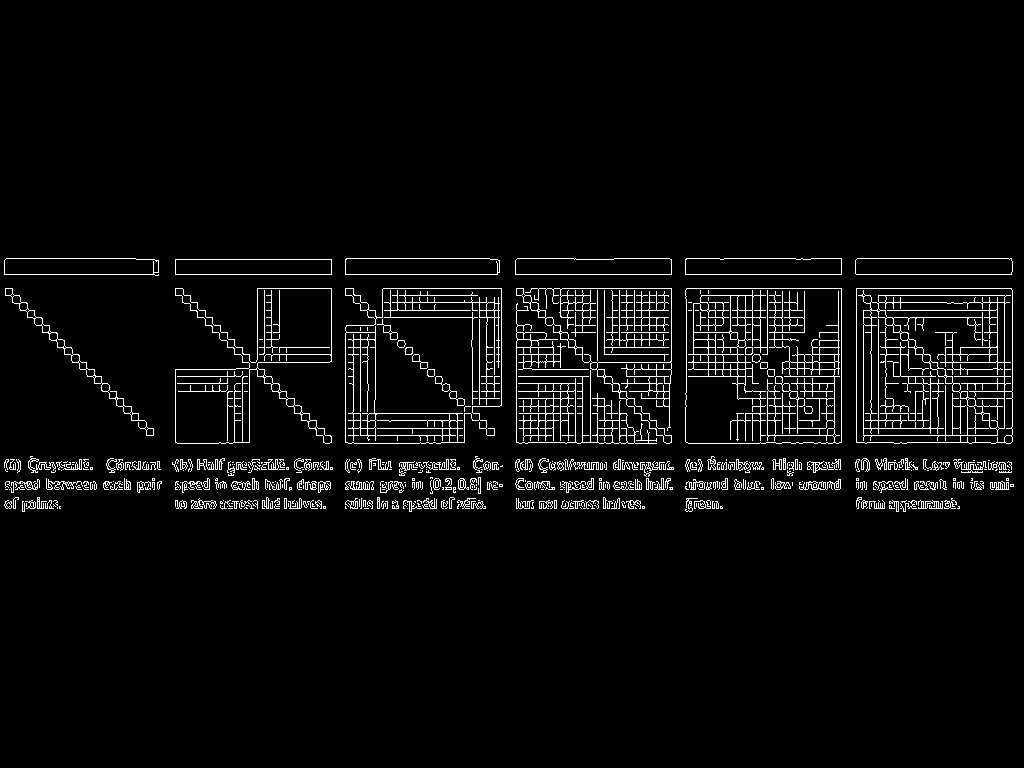 (a) Greyscale. Constant
speed between each pair
of points.
(b) Half greyscale. Const.
speed in each half, drops
to zero across the halves.
(c) Flat greyscale. Con-
stant grey in [0.2,0.8] re-
sults in a speed of zero.
(d) Cool/warm divergent.
Const. speed in each half,
but not across halves.
(e) Rainbow. High speed
around blue, low around
green.
(f) Viridis. Low variations
in speed result in its uni-
form appearance.